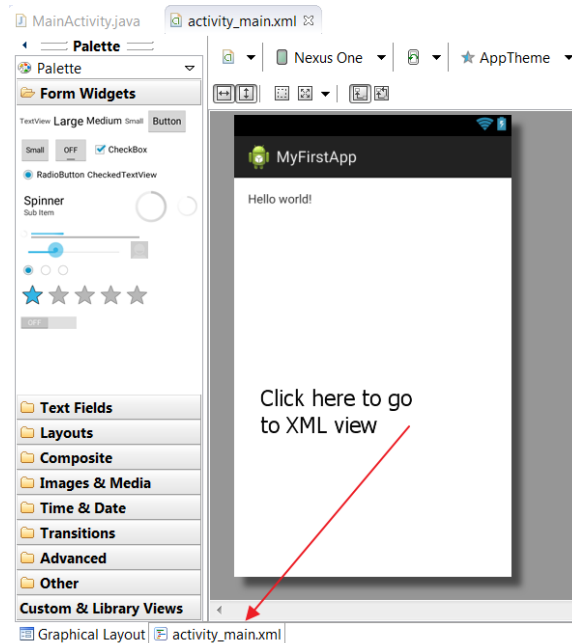 MainActivity.java
activity_main.xml
Palette
Palette
Nexus One
AppTheme
Form Widgets
TextView Large Medium Small Button
Small OFF CheckBox
RadioButton CheckedTextView
Spinner
Sub Item
OFF
MyFirstApp
Hello world!
Click here to go
to XML view
Text Fields
Layouts
Composite
Images & Media
Time & Date
Transitions
Advanced
Other
Custom & Library Views
Graphical Layout activity_main.xml